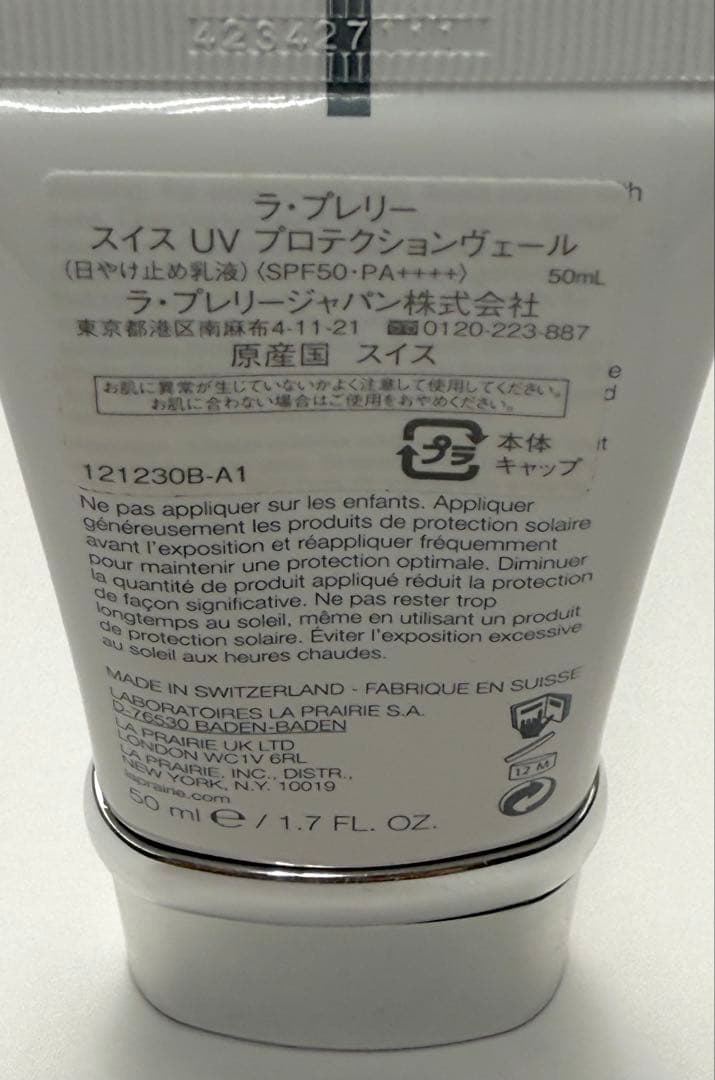 423427
ラ・プレリー
スイス UV プロテクションヴェール
(日やけ止め乳液)〈SPF50・PA++++〉 50mL
ラ・プレリージャパン株式会社
東京都港区南麻布4-11-21 0120-223-887
原産国 スイス
お肌に異常が生じていないかよく注意して使用してください。
お肌に合わない場合はご使用をおやめください。
プラ 本体
キャップ
121230B-A1
Ne pas appliquer sur les enfants. Appliquer
généreusement les produits de protection solaire
avant l'exposition et réappliquer fréquemment
pour maintenir une protection optimale. Diminuer
la quantité de produit appliqué réduit la protection
de façon significative. Ne pas rester trop
longtemps au soleil, même en utilisant un produit
de protection solaire. Éviter l'exposition excessive
au soleil aux heures chaudes.
MADE IN SWITZERLAND - FABRIQUE EN SUISSE
LABORATOIRES LA PRAIRIE S.A.
D-76530 BADEN-BADEN
LA PRAIRIE UK LTD
LONDON WC1V 6RL
LA PRAIRIE, INC., DISTR.,
NEW YORK, N.Y. 10019
laprairie.com
12 M
50 ml e / 1.7 FL. OZ.